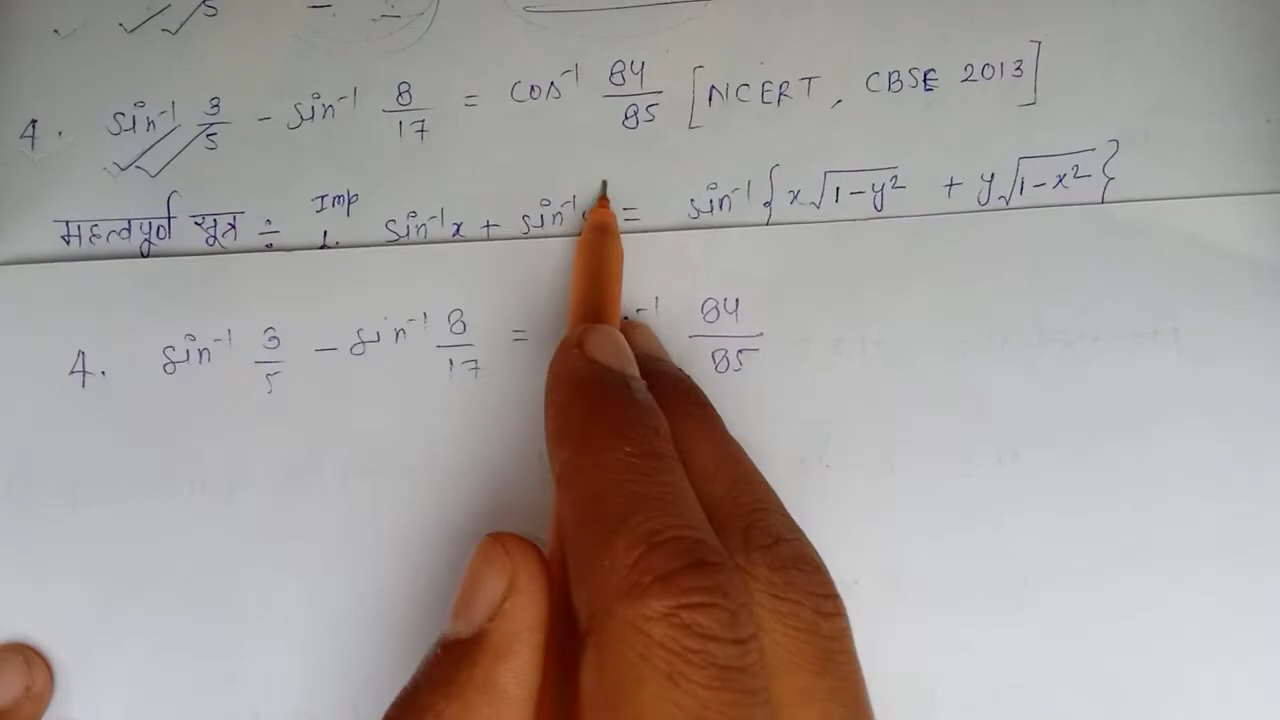 5
4. sin⁻¹ 3/5 - sin⁻¹ 8/17 = cos⁻¹ 84/85 [NCERT, CBSE 2013]
महत्वपूर्ण सूत्र ÷ Imp 1. sin⁻¹x + sin⁻¹ = sin⁻¹{x√1-y² + y√1-x²}
4. sin⁻¹ 3/5 - sin⁻¹ 8/17 = ⁻¹ 84/85